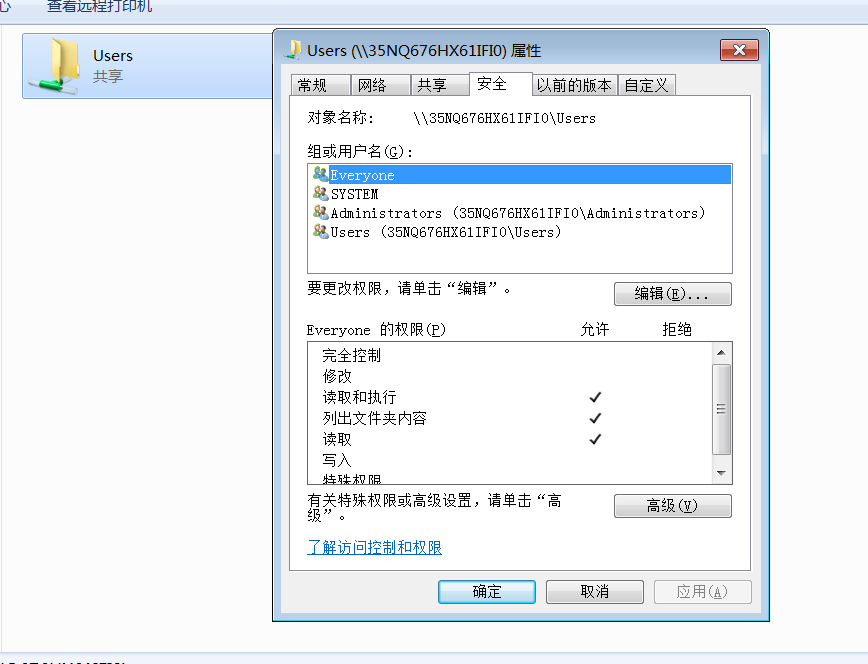 心 查看远程打印机
Users
共享
Users (\\35NQ676HX61IFI0) 属性
常规 网络 共享 安全 以前的版本 自定义
对象名称: \\35NQ676HX61IFI0\Users
组或用户名(G):
Everyone
SYSTEM
Administrators (35NQ676HX61IFI0\Administrators)
Users (35NQ676HX61IFI0\Users)
要更改权限，请单击“编辑”。
编辑(E)...
Everyone 的权限(P) 允许 拒绝
完全控制
修改
读取和执行
列出文件夹内容
读取
写入
特殊权限
有关特殊权限或高级设置，请单击“高
级”。
高级(V)
了解访问控制和权限
确定 取消 应用(A)